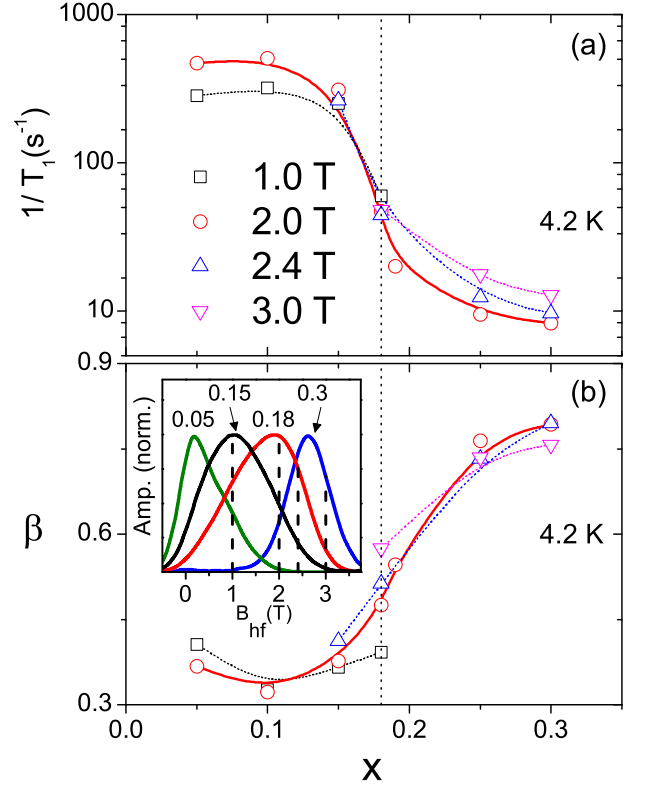 1000
(a)
1/ T₁(s⁻¹)
100
1.0 T
2.0 T
4.2 K
2.4 T
3.0 T
10
0.9
(b)
0.15
0.3
0.05
0.18
Amp. (norm.)
β
0.6
4.2 K
0 1 2 3
B_hf(T)
0.3
0.0 0.1 0.2 0.3
x